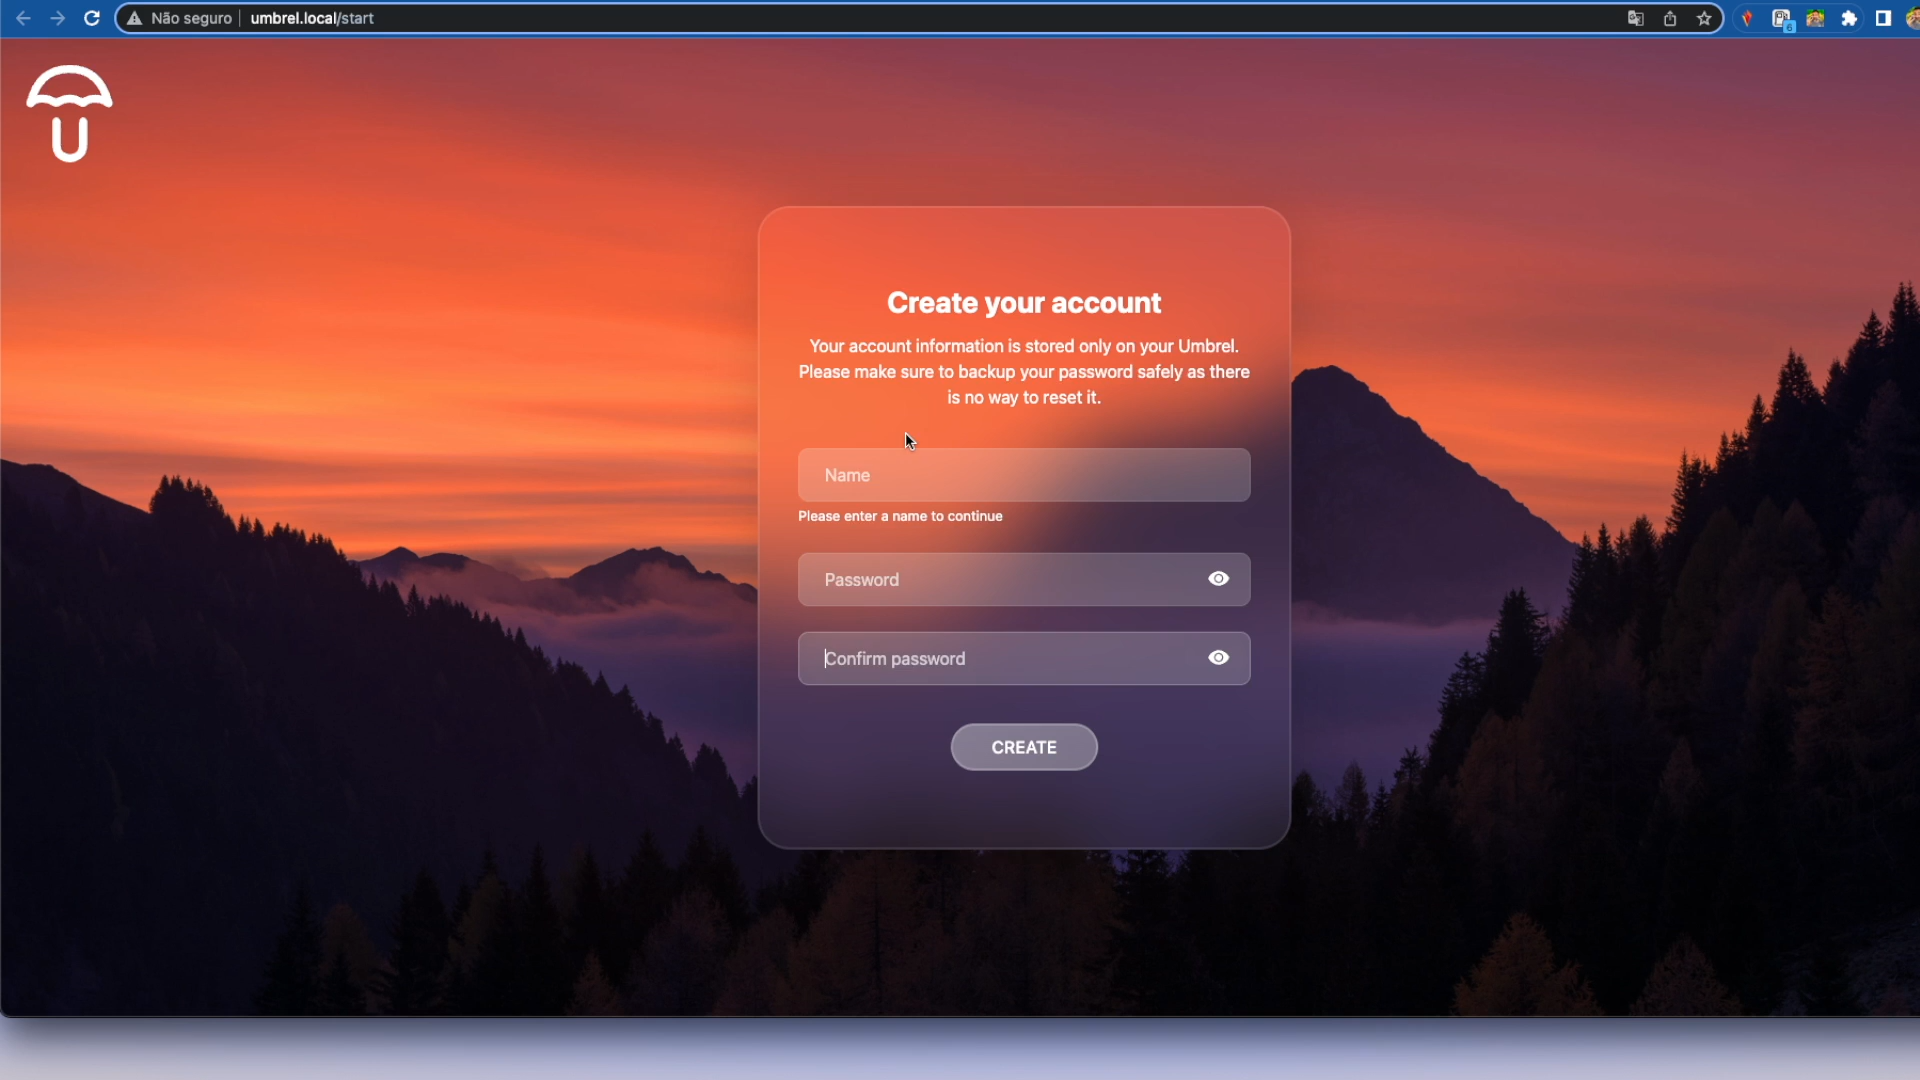 Não seguro
umbrel.local/start
Create your account
Your account information is stored only on your Umbrel.
Please make sure to backup your password safely as there
is no way to reset it.
Name
Please enter a name to continue
Password
Confirm password
CREATE